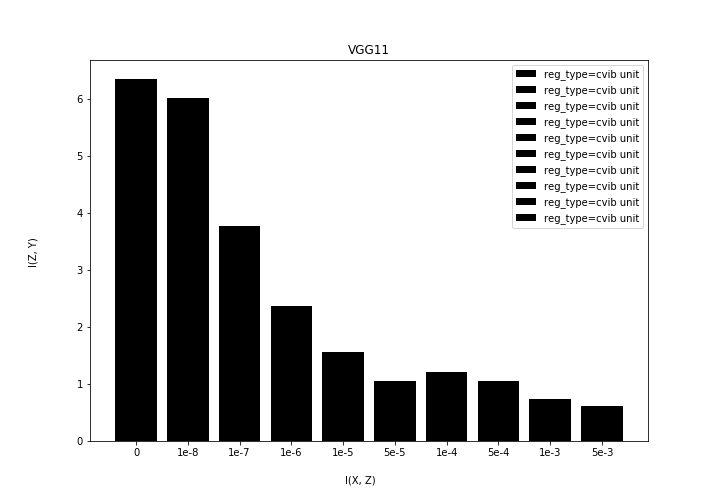 VGG11
reg_type=cvib unit
reg_type=cvib unit
reg_type=cvib unit
reg_type=cvib unit
reg_type=cvib unit
reg_type=cvib unit
reg_type=cvib unit
reg_type=cvib unit
reg_type=cvib unit
reg_type=cvib unit
6
5
4
3
2
1
0
I(Z, Y)
0 1e-8 1e-7 1e-6 1e-5 5e-5 1e-4 5e-4 1e-3 5e-3
I(X, Z)